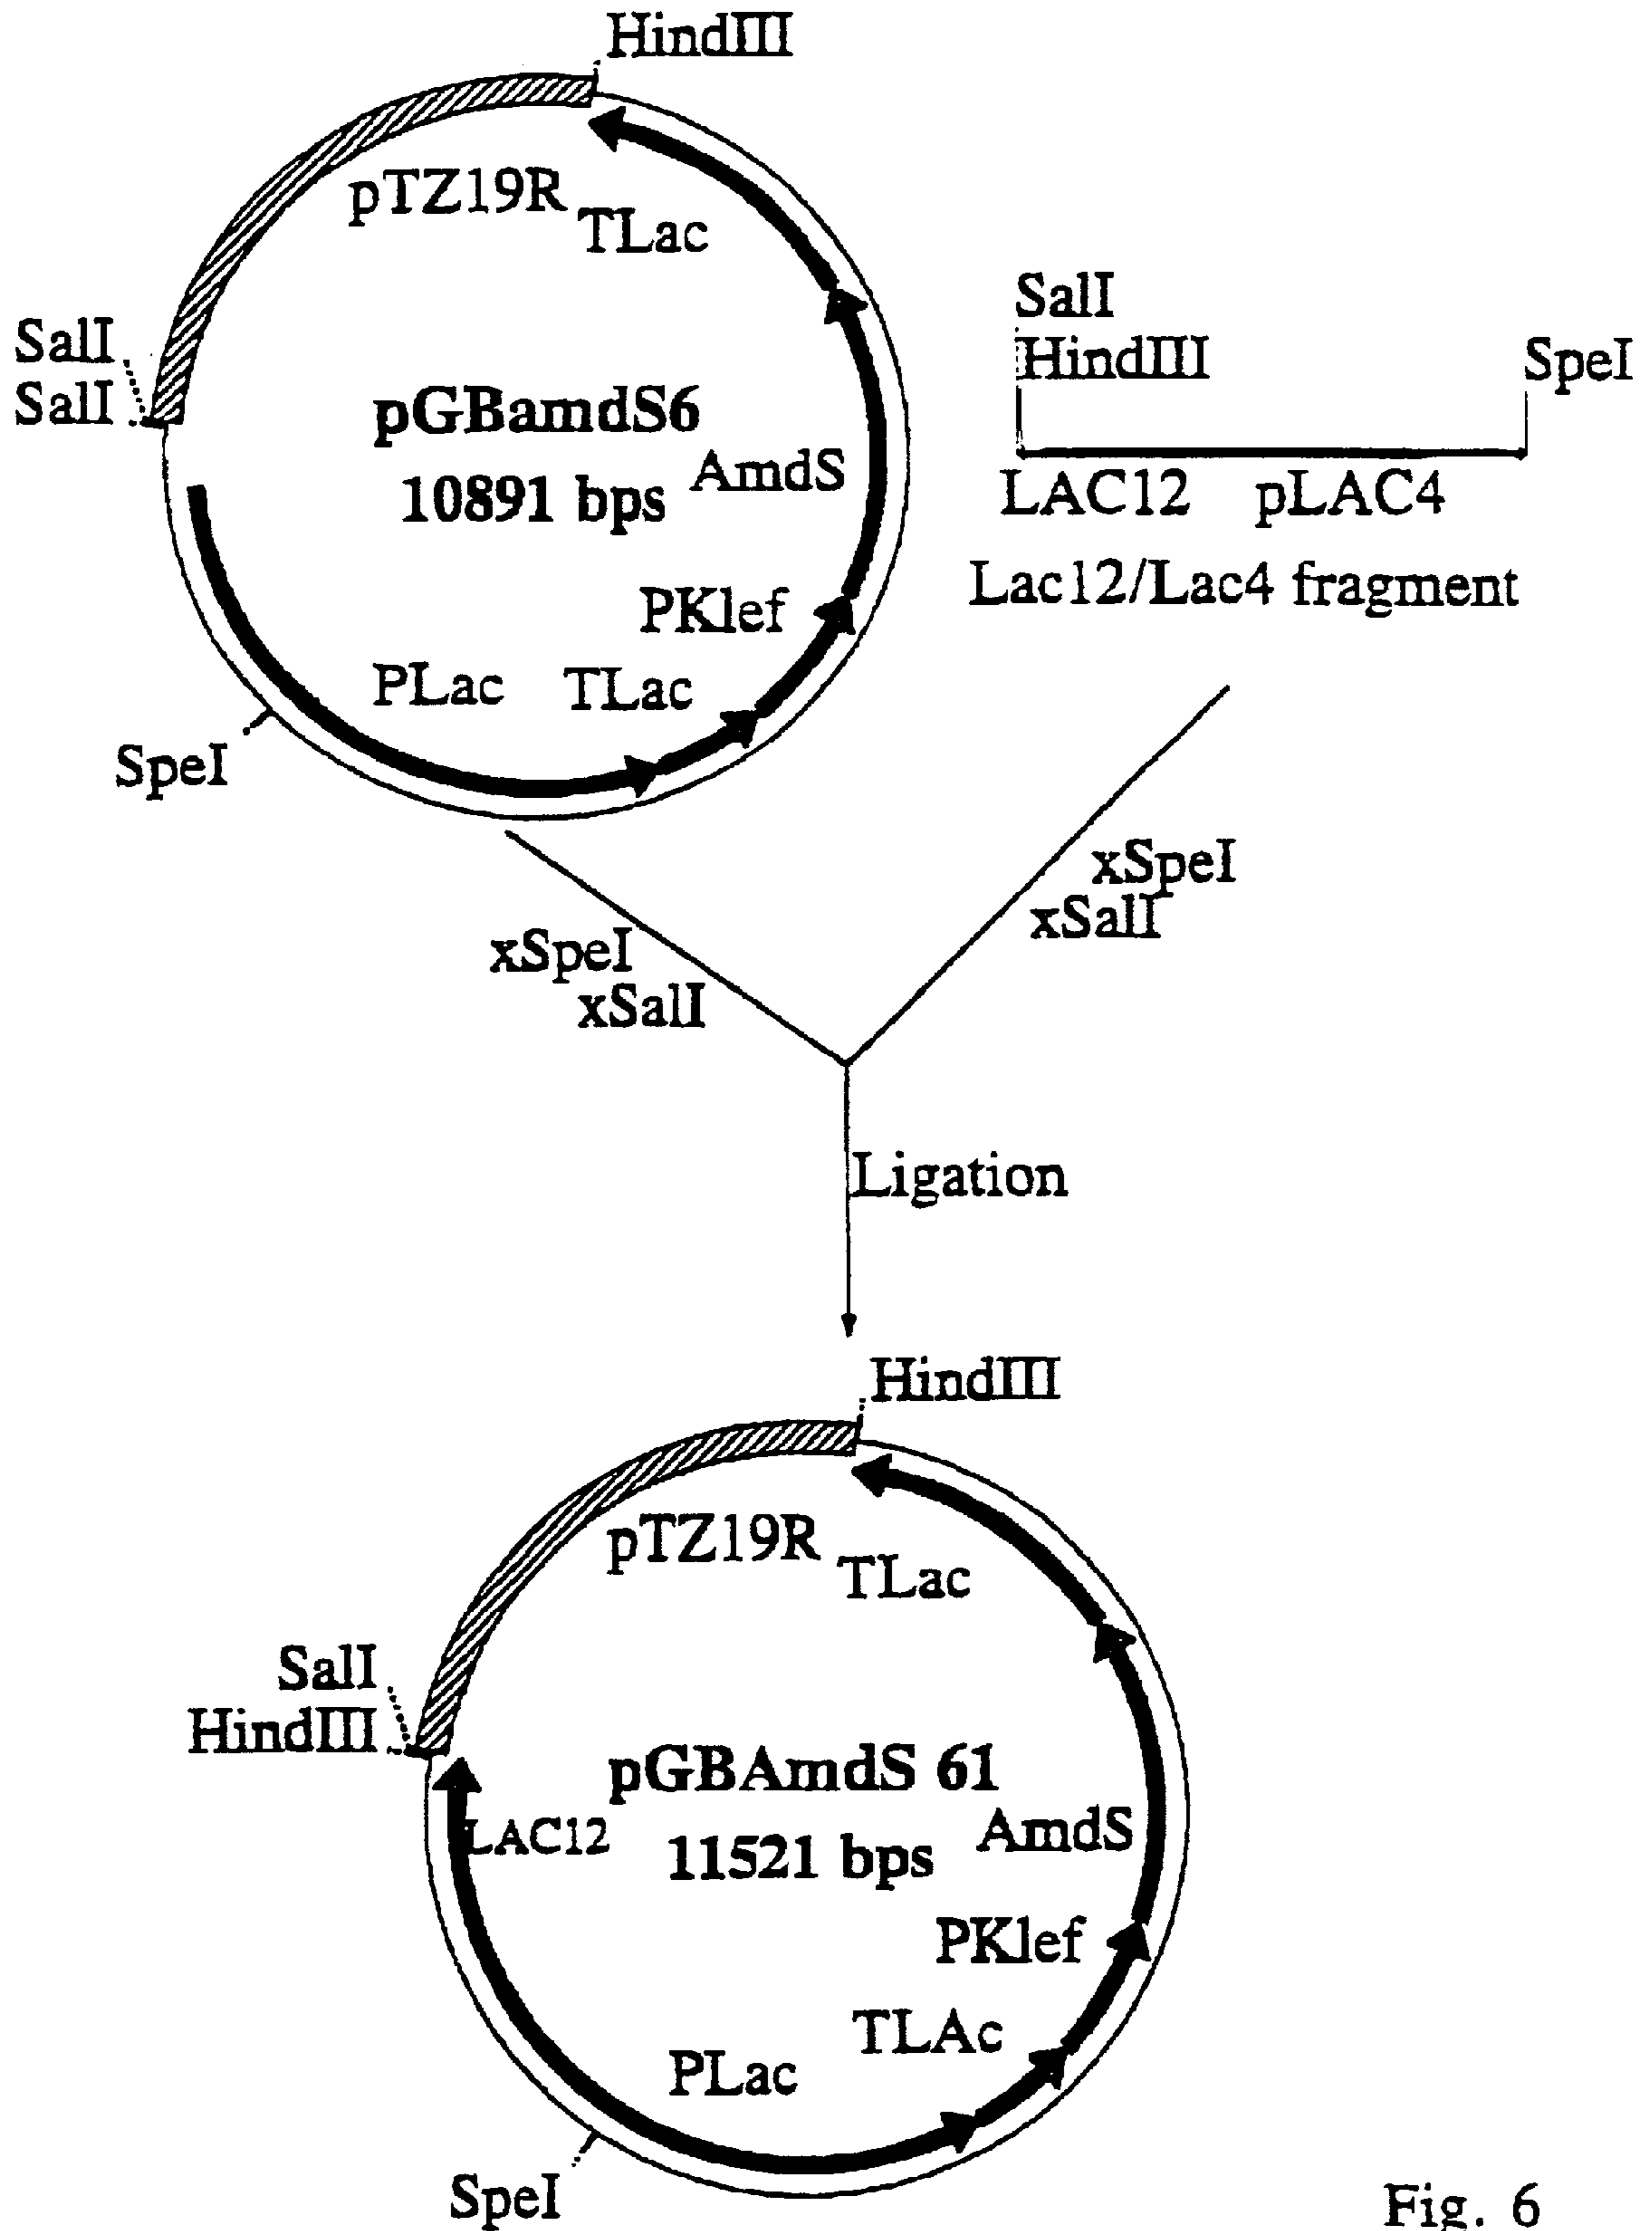 HindIII
pTZ19R
TLac
SalI
SalI
pGBamdS6
10891 bps
AmdS
PKlef
PLac
TLac
SpeI
SalI
HindIII
SpeI
LAC12
pLAC4
Lac12/Lac4 fragment
xSpeI
xSalI
xSpeI
xSalI
Ligation
HindIII
pTZ19R
TLac
SalI
HindIII
pGBAmdS 61
11521 bps
LAC12
AmdS
PKlef
TLAc
PLac
SpeI
Fig. 6